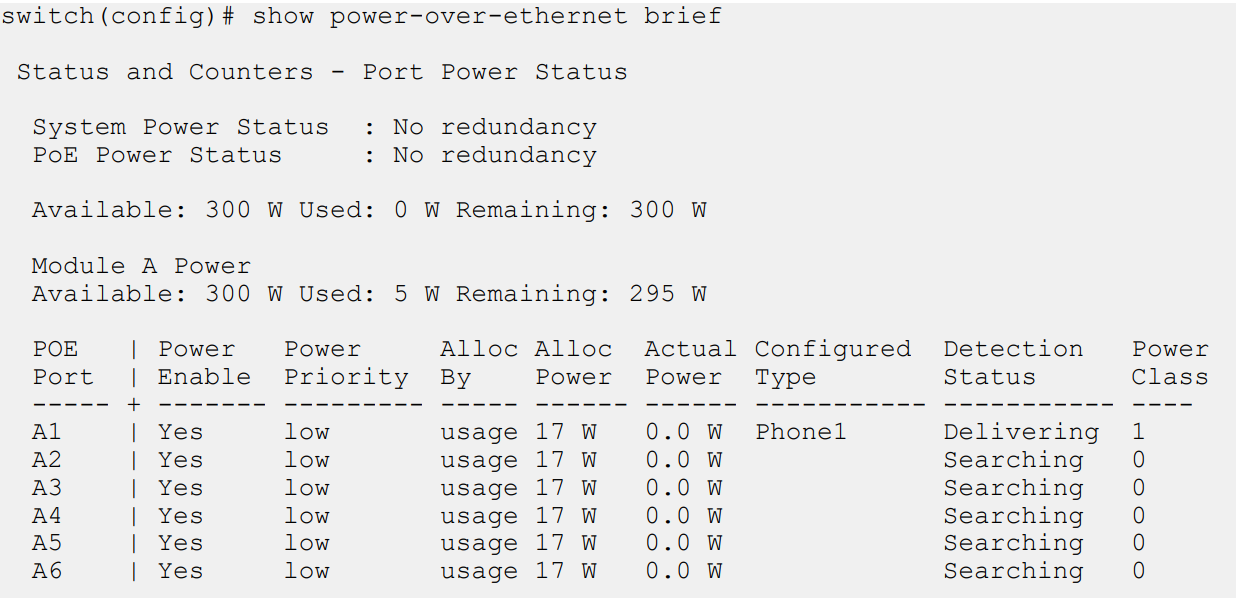 switch(config)# show power-over-ethernet brief
Status and Counters - Port Power Status
System Power Status  : No redundancy
PoE Power Status     : No redundancy
Available: 300 W Used: 0 W Remaining: 300 W
Module A Power
Available: 300 W Used: 5 W Remaining: 295 W
POE   | Power   Power     Alloc Alloc  Actual Configured  Detection   Power
Port  | Enable  Priority  By    Power  Power  Type        Status      Class
----- + ------- --------- ----- ------ ------ ----------- ----------- ----
A1    | Yes     low       usage 17 W   0.0 W  Phone1      Delivering  1
A2    | Yes     low       usage 17 W   0.0 W              Searching   0
A3    | Yes     low       usage 17 W   0.0 W              Searching   0
A4    | Yes     low       usage 17 W   0.0 W              Searching   0
A5    | Yes     low       usage 17 W   0.0 W              Searching   0
A6    | Yes     low       usage 17 W   0.0 W              Searching   0